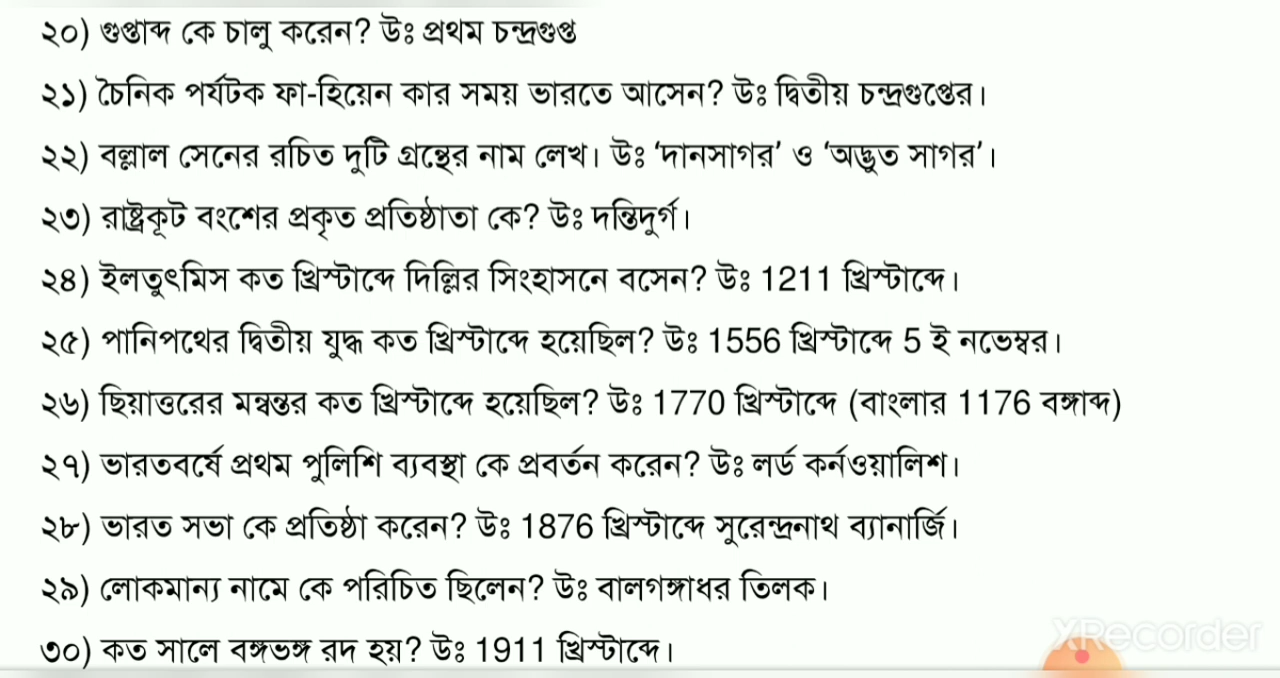 ২০) গুপ্তাব্দ কে চালু করেন? উঃ প্রথম চন্দ্রগুপ্ত
২১) চৈনিক পর্যটক ফা-হিয়েন কার সময় ভারতে আসেন? উঃ দ্বিতীয় চন্দ্রগুপ্তের।
২২) বল্লাল সেনের রচিত দুটি গ্রন্থের নাম লেখ। উঃ ‘দানসাগর’ ও ‘অদ্ভুত সাগর’।
২৩) রাষ্ট্রকূট বংশের প্রকৃত প্রতিষ্ঠাতা কে? উঃ দন্তিদুর্গ।
২৪) ইলতুৎমিস কত খ্রিস্টাব্দে দিল্লির সিংহাসনে বসেন? উঃ 1211 খ্রিস্টাব্দে।
২৫) পানিপথের দ্বিতীয় যুদ্ধ কত খ্রিস্টাব্দে হয়েছিল? উঃ 1556 খ্রিস্টাব্দে 5 ই নভেম্বর।
২৬) ছিয়াত্তরের মন্বন্তর কত খ্রিস্টাব্দে হয়েছিল? উঃ 1770 খ্রিস্টাব্দে (বাংলার 1176 বঙ্গাব্দ)
২৭) ভারতবর্ষে প্রথম পুলিশি ব্যবস্থা কে প্রবর্তন করেন? উঃ লর্ড কর্নওয়ালিশ।
২৮) ভারত সভা কে প্রতিষ্ঠা করেন? উঃ 1876 খ্রিস্টাব্দে সুরেন্দ্রনাথ ব্যানার্জি।
২৯) লোকমান্য নামে কে পরিচিত ছিলেন? উঃ বালগঙ্গাধর তিলক।
৩০) কত সালে বঙ্গভঙ্গ রদ হয়? উঃ 1911 খ্রিস্টাব্দে।
XRecorder